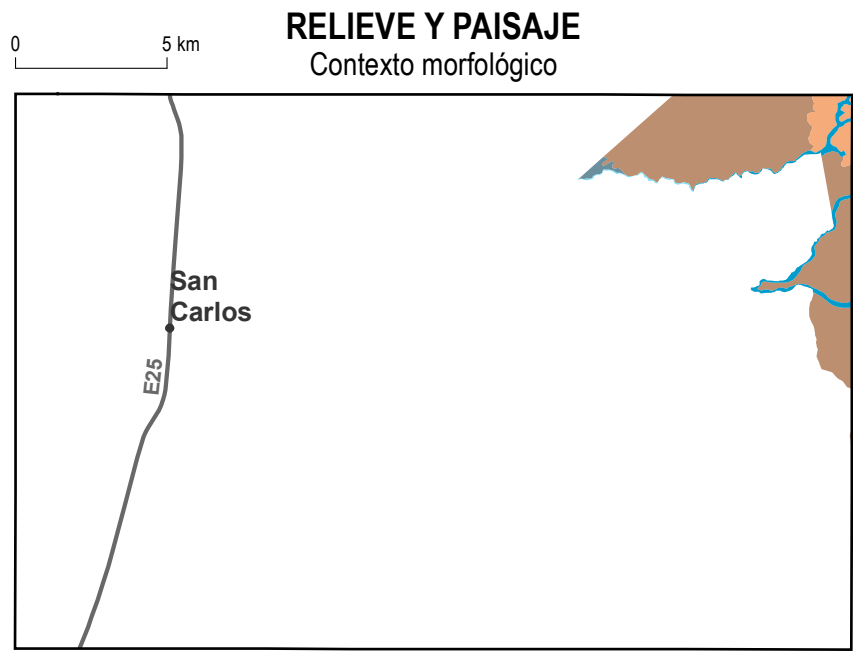 RELIEVE Y PAISAJE
Contexto morfológico
0 5 km
San
Carlos
E25